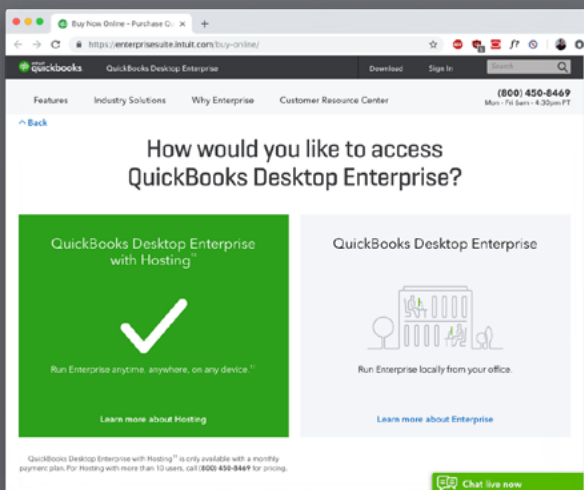 Buy Now Online - Purchase Qu
https://enterprisesuite.intuit.com/buy-online/
intuit
quickbooks.
QuickBooks Desktop Enterprise
Download
Sign In
Search
Features
Industry Solutions
Why Enterprise
Customer Resource Center
(800) 450-8469
Mon - Fri 6am - 4:30pm PT
Back
How would you like to access
QuickBooks Desktop Enterprise?
QuickBooks Desktop Enterprise
with Hosting
Run Enterprise anytime, anywhere, on any device.
Learn more about Hosting
QuickBooks Desktop Enterprise
Run Enterprise locally from your office.
Learn more about Enterprise
QuickBooks Desktop Enterprise with Hosting is only available with a monthly
payment plan. For Hosting with more than 10 users, call (800) 450-8469 for pricing.
Chat live now